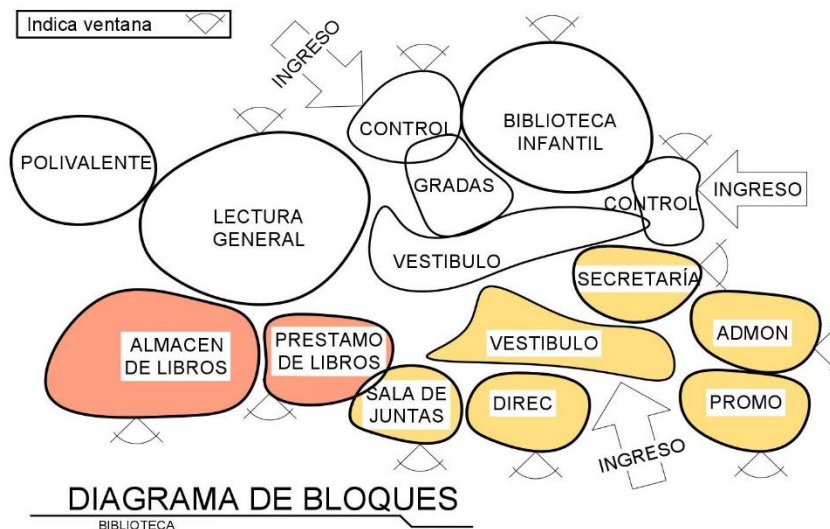 Indica ventana
INGRESO
CONTROL
BIBLIOTECA
INFANTIL
POLIVALENTE
GRADAS
CONTROL
INGRESO
LECTURA
GENERAL
VESTIBULO
SECRETARÍA
ALMACEN
DE LIBROS
PRESTAMO
DE LIBROS
VESTIBULO
ADMON
SALA DE
JUNTAS
DIREC
PROMO
INGRESO
DIAGRAMA DE BLOQUES
BIBLIOTECA